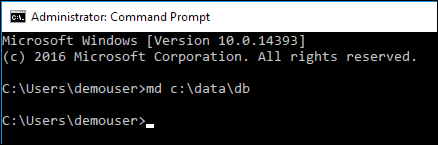 Administrator: Command Prompt
Microsoft Windows [Version 10.0.14393]
(c) 2016 Microsoft Corporation. All rights reserved.
C:\Users\demouser>md c:\data\db
C:\Users\demouser>